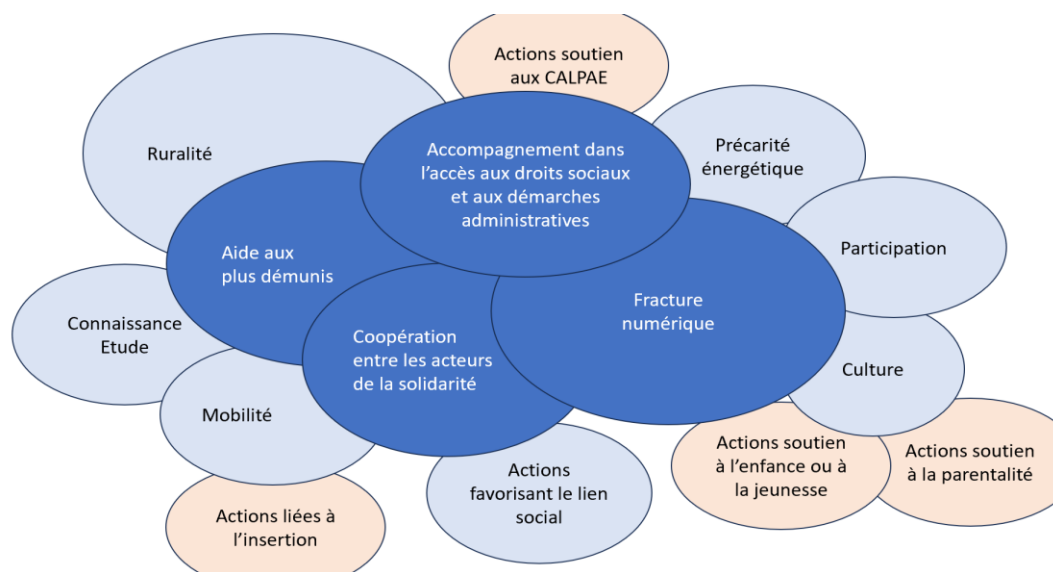 Actions soutien
aux CALPAE
Ruralité
Accompagnement dans
l’accès aux droits sociaux
et aux démarches
administratives
Précarité
énergétique
Aide aux
plus démunis
Participation
Fracture
numérique
Connaissance
Etude
Coopération
entre les acteurs
de la solidarité
Culture
Mobilité
Actions
favorisant le lien
social
Actions soutien
à l’enfance ou à
la jeunesse
Actions soutien
à la parentalité
Actions liées à
l’insertion